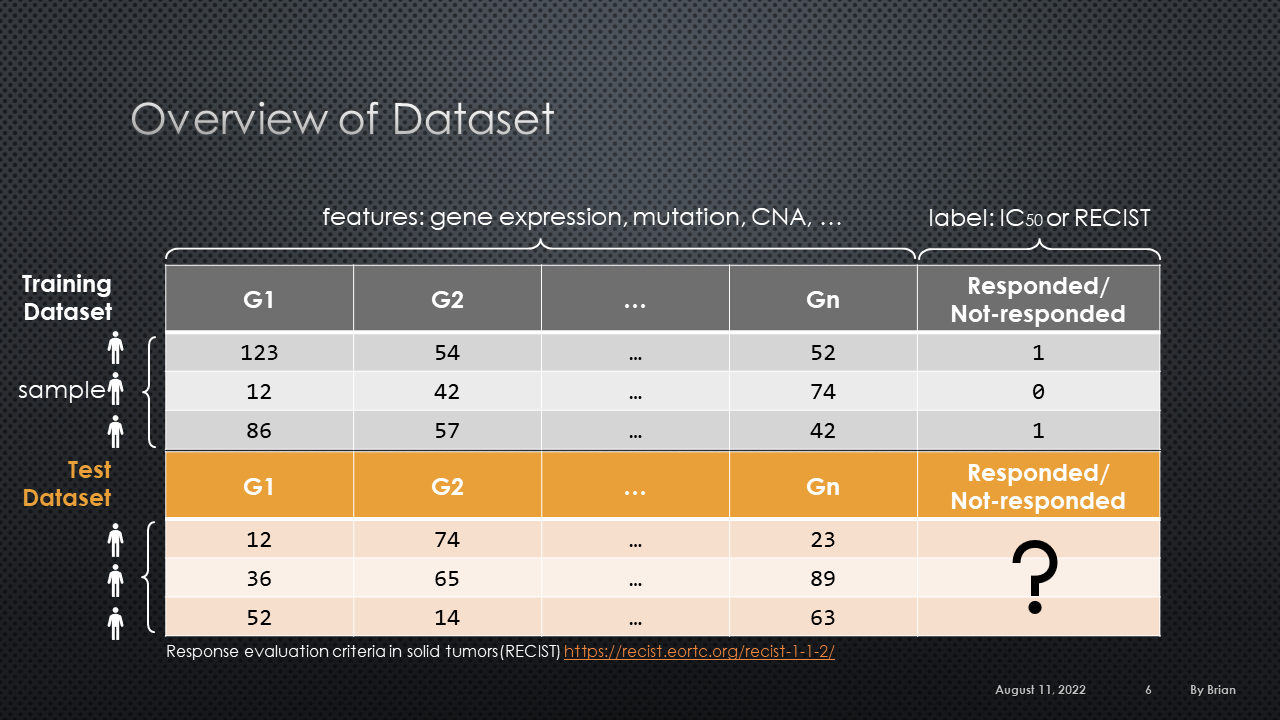 Overview of Dataset
features: gene expression, mutation, CNA, …
label: IC50 or RECIST
Training
Dataset
G1 G2 … Gn Responded/
Not-responded
sample
123 54 … 52 1
12 42 … 74 0
86 57 … 42 1
Test
Dataset
G1 G2 … Gn Responded/
Not-responded
12 74 … 23
36 65 … 89
52 14 … 63
?
Response evaluation criteria in solid tumors(RECIST) https://recist.eortc.org/recist-1-1-2/
August 11, 2022 6 By Brian